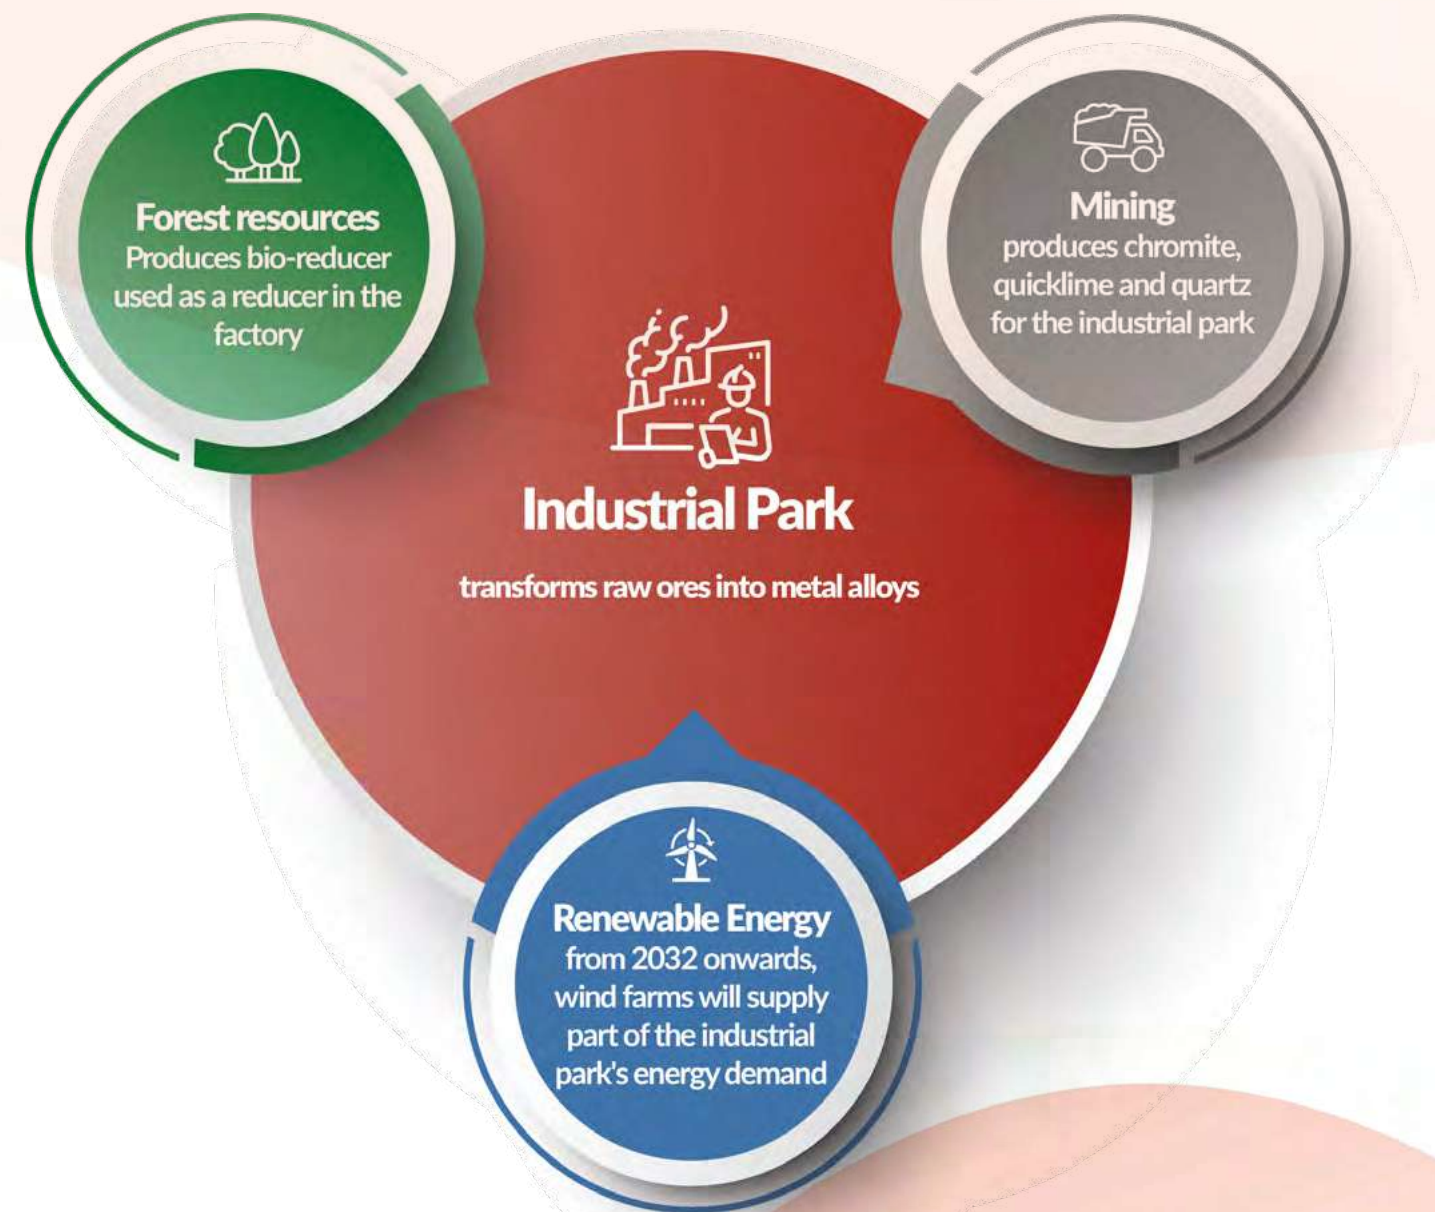 Forest resources
Produces bio-reducer
used as a reducer in the
factory
Mining
produces chromite,
quicklime and quartz
for the industrial park
Industrial Park
transforms raw ores into metal alloys
Renewable Energy
from 2032 onwards,
wind farms will supply
part of the industrial
park's energy demand